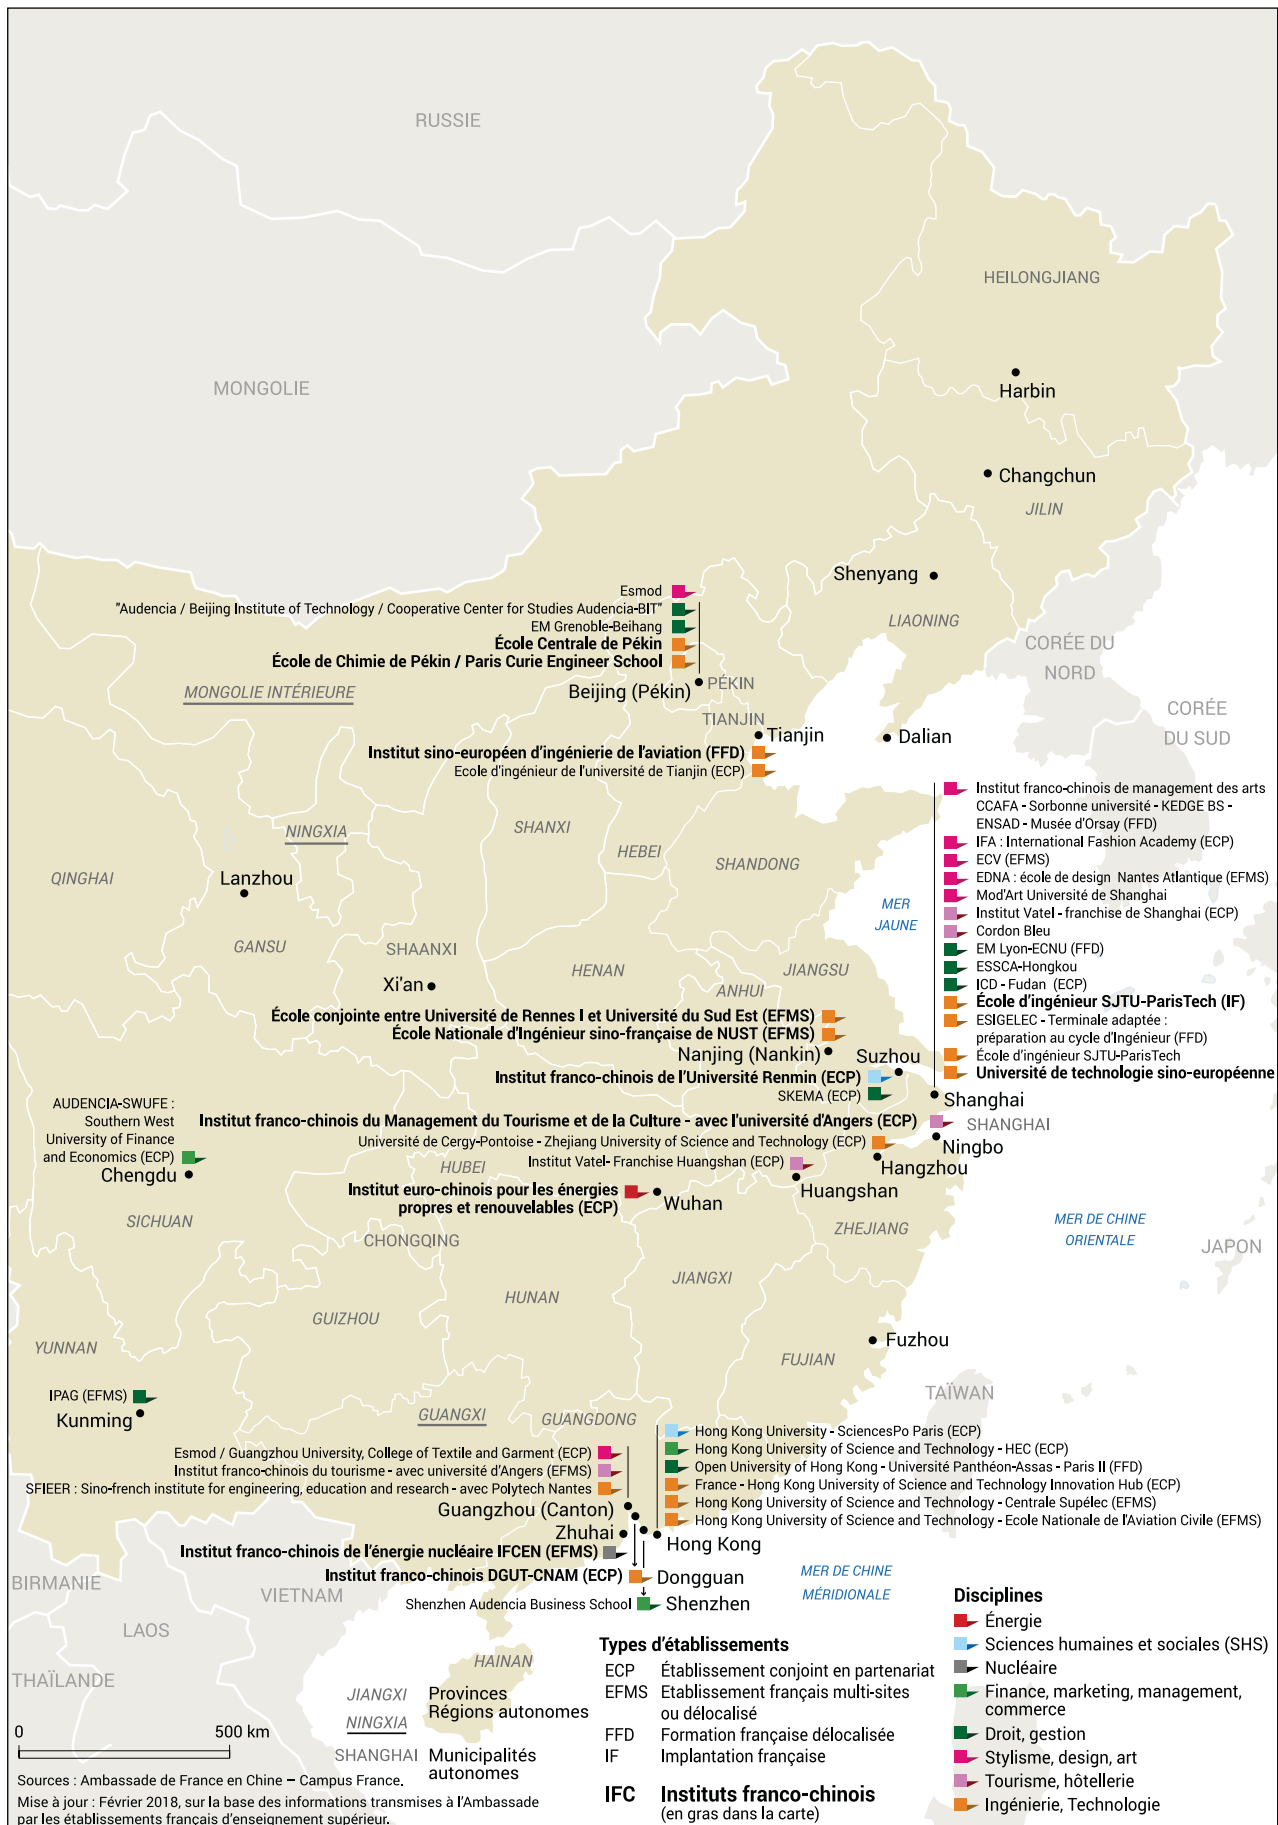 RUSSIE
HEILONGJIANG
MONGOLIE
Harbin
Changchun
JILIN
Shenyang
LIAONING
Esmod
"Audencia / Beijing Institute of Technology / Cooperative Center for Studies Audencia-BIT"
EM Grenoble-Beihang
École Centrale de Pékin
École de Chimie de Pékin / Paris Curie Engineer School
Beijing (Pékin)
PÉKIN
CORÉE DU
NORD
MONGOLIE INTÉRIEURE
CORÉE
DU SUD
TIANJIN
Tianjin
Dalian
Institut sino-européen d'ingénierie de l'aviation (FFD)
Ecole d'ingénieur de l'université de Tianjin (ECP)
Institut franco-chinois de management des arts
CCAFA - Sorbonne université - KEDGE BS -
ENSAD - Musée d'Orsay (FFD)
IFA : International Fashion Academy (ECP)
ECV (EFMS)
EDNA : école de design Nantes Atlantique (EFMS)
Mod'Art Université de Shanghai
Institut Vatel - franchise de Shanghai (ECP)
Cordon Bleu
EM Lyon-ECNU (FFD)
ESSCA-Hongkou
ICD - Fudan (ECP)
École d'ingénieur SJTU-ParisTech (IF)
ESIGELEC - Terminale adaptée :
préparation au cycle d'Ingénieur (FFD)
École d'ingénieur SJTU-ParisTech
Université de technologie sino-européenne
Shanghai
SHANGHAI
NINGXIA
SHANXI
HEBEI
SHANDONG
QINGHAI
Lanzhou
MER
JAUNE
GANSU
SHAANXI
HENAN
JIANGSU
ANHUI
Xi'an
École conjointe entre Université de Rennes I et Université du Sud Est (EFMS)
École Nationale d'Ingénieur sino-française de NUST (EFMS)
Nanjing (Nankin)
Suzhou
Institut franco-chinois de l'Université Renmin (ECP)
SKEMA (ECP)
AUDENCIA-SWUFE :
Southern West
University of Finance
and Economics (ECP)
Chengdu
Institut franco-chinois du Management du Tourisme et de la Culture - avec l'université d'Angers (ECP)
Ningbo
Université de Cergy-Pontoise - Zhejiang University of Science and Technology (ECP)
Hangzhou
HUBEI
Institut Vatel- Franchise Huangshan (ECP)
Huangshan
Institut euro-chinois pour les énergies
propres et renouvelables (ECP)
Wuhan
SICHUAN
CHONGQING
ZHEJIANG
MER DE CHINE
ORIENTALE
JAPON
JIANGXI
HUNAN
GUIZHOU
YUNNAN
FUJIAN
Fuzhou
TAÏWAN
IPAG (EFMS)
Kunming
GUANGXI
GUANGDONG
Hong Kong University - SciencesPo Paris (ECP)
Hong Kong University of Science and Technology - HEC (ECP)
Open University of Hong Kong - Université Panthéon-Assas - Paris II (FFD)
France - Hong Kong University of Science and Technology Innovation Hub (ECP)
Hong Kong University of Science and Technology - Centrale Supélec (EFMS)
Hong Kong University of Science and Technology - Ecole Nationale de l'Aviation Civile (EFMS)
Hong Kong
Esmod / Guangzhou University, College of Textile and Garment (ECP)
Institut franco-chinois du tourisme - avec université d'Angers (EFMS)
SFIEER : Sino-french institute for engineering, education and research - avec Polytech Nantes
Guangzhou (Canton)
Zhuhai
Institut franco-chinois de l'énergie nucléaire IFCEN (EFMS)
Institut franco-chinois DGUT-CNAM (ECP)
Dongguan
Shenzhen Audencia Business School
Shenzhen
MER DE CHINE
MÉRIDIONALE
BIRMANIE
VIETNAM
LAOS
THAÏLANDE
HAINAN
JIANGXI Provinces
NINGXIA Régions autonomes
SHANGHAI Municipalités
autonomes
0 500 km
Sources : Ambassade de France en Chine – Campus France.
Mise à jour : Février 2018, sur la base des informations transmises à l'Ambassade
par les établissements français d'enseignement supérieur.
Types d'établissements
ECP Établissement conjoint en partenariat
EFMS Etablissement français multi-sites
ou délocalisé
FFD Formation française délocalisée
IF Implantation française
IFC Instituts franco-chinois
(en gras dans la carte)
Disciplines
Énergie
Sciences humaines et sociales (SHS)
Nucléaire
Finance, marketing, management,
commerce
Droit, gestion
Stylisme, design, art
Tourisme, hôtellerie
Ingénierie, Technologie